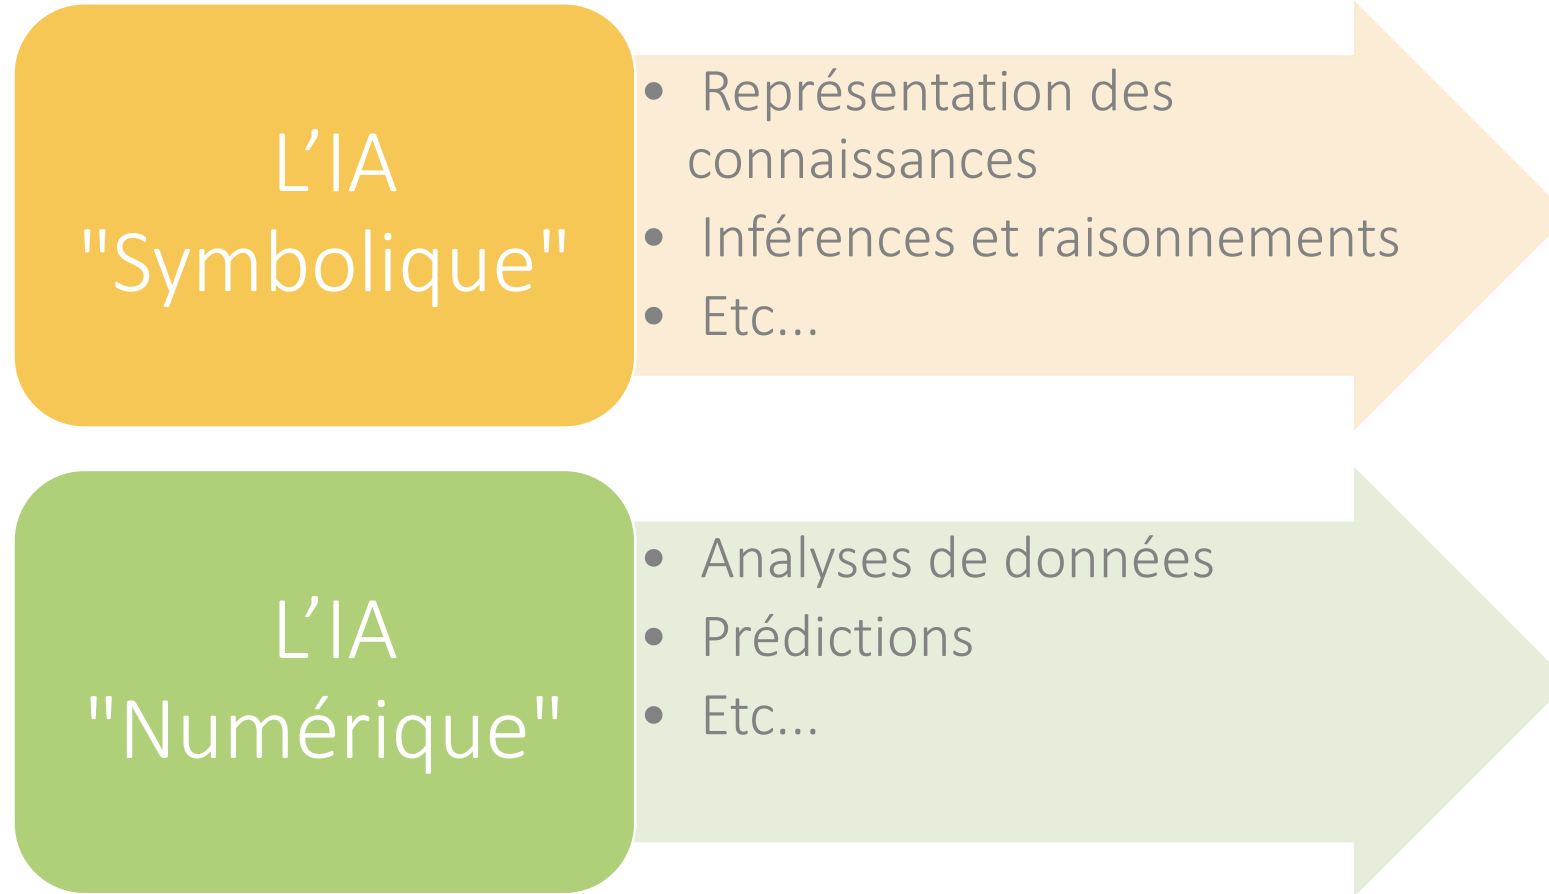 L’IA
"Symbolique"
• Représentation des
connaissances
• Inférences et raisonnements
• Etc...
L’IA
"Numérique"
• Analyses de données
• Prédictions
• Etc...